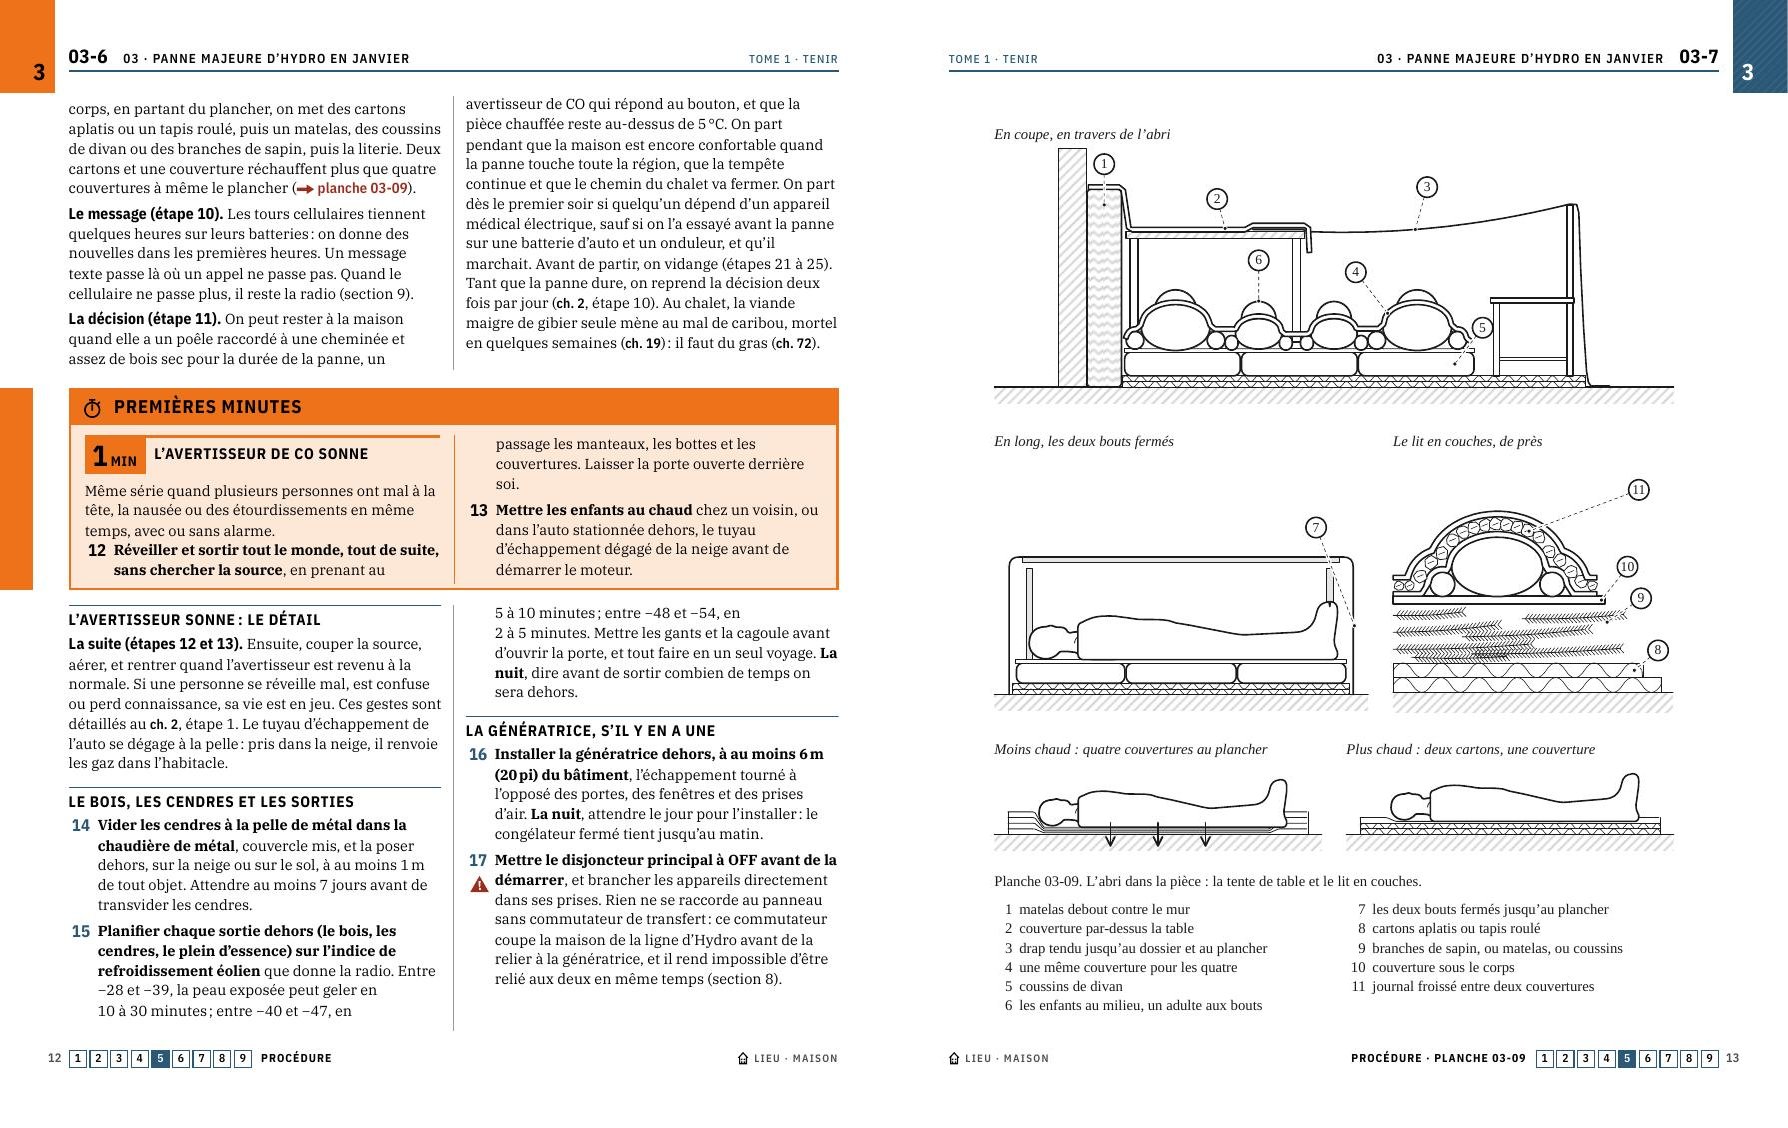 3
03-6 03 · PANNE MAJEURE D’HYDRO EN JANVIER
TOME 1 · TENIR
corps, en partant du plancher, on met des cartons
aplatis ou un tapis roulé, puis un matelas, des coussins
de divan ou des branches de sapin, puis la literie. Deux
cartons et une couverture réchauffent plus que quatre
couvertures à même le plancher (➡ planche 03-09).
Le message (étape 10). Les tours cellulaires tiennent
quelques heures sur leurs batteries : on donne des
nouvelles dans les premières heures. Un message
texte passe là où un appel ne passe pas. Quand le
cellulaire ne passe plus, il reste la radio (section 9).
La décision (étape 11). On peut rester à la maison
quand elle a un poêle raccordé à une cheminée et
assez de bois sec pour la durée de la panne, un
avertisseur de CO qui répond au bouton, et que la
pièce chauffée reste au-dessus de 5 °C. On part
pendant que la maison est encore confortable quand
la panne touche toute la région, que la tempête
continue et que le chemin du chalet va fermer. On part
dès le premier soir si quelqu’un dépend d’un appareil
médical électrique, sauf si on l’a essayé avant la panne
sur une batterie d’auto et un onduleur, et qu’il
marchait. Avant de partir, on vidange (étapes 21 à 25).
Tant que la panne dure, on reprend la décision deux
fois par jour (ch. 2, étape 10). Au chalet, la viande
maigre de gibier seule mène au mal de caribou, mortel
en quelques semaines (ch. 19) : il faut du gras (ch. 72).
PREMIÈRES MINUTES
1 MIN L’AVERTISSEUR DE CO SONNE
Même série quand plusieurs personnes ont mal à la
tête, la nausée ou des étourdissements en même
temps, avec ou sans alarme.
12 Réveiller et sortir tout le monde, tout de suite,
sans chercher la source, en prenant au
passage les manteaux, les bottes et les
couvertures. Laisser la porte ouverte derrière
soi.
13 Mettre les enfants au chaud chez un voisin, ou
dans l’auto stationnée dehors, le tuyau
d’échappement dégagé de la neige avant de
démarrer le moteur.
L’AVERTISSEUR SONNE : LE DÉTAIL
La suite (étapes 12 et 13). Ensuite, couper la source,
aérer, et rentrer quand l’avertisseur est revenu à la
normale. Si une personne se réveille mal, est confuse
ou perd connaissance, sa vie est en jeu. Ces gestes sont
détaillés au ch. 2, étape 1. Le tuyau d’échappement de
l’auto se dégage à la pelle : pris dans la neige, il renvoie
les gaz dans l’habitacle.
LE BOIS, LES CENDRES ET LES SORTIES
14 Vider les cendres à la pelle de métal dans la
chaudière de métal, couvercle mis, et la poser
dehors, sur la neige ou sur le sol, à au moins 1 m
de tout objet. Attendre au moins 7 jours avant de
transvider les cendres.
15 Planifier chaque sortie dehors (le bois, les
cendres, le plein d’essence) sur l’indice de
refroidissement éolien que donne la radio. Entre
−28 et −39, la peau exposée peut geler en
10 à 30 minutes ; entre −40 et −47, en
5 à 10 minutes ; entre −48 et −54, en
2 à 5 minutes. Mettre les gants et la cagoule avant
d’ouvrir la porte, et tout faire en un seul voyage. La
nuit, dire avant de sortir combien de temps on
sera dehors.
LA GÉNÉRATRICE, S’IL Y EN A UNE
16 Installer la génératrice dehors, à au moins 6 m
(20 pi) du bâtiment, l’échappement tourné à
l’opposé des portes, des fenêtres et des prises
d’air. La nuit, attendre le jour pour l’installer : le
congélateur fermé tient jusqu’au matin.
17 Mettre le disjoncteur principal à OFF avant de la
démarrer, et brancher les appareils directement
dans ses prises. Rien ne se raccorde au panneau
sans commutateur de transfert : ce commutateur
coupe la maison de la ligne d’Hydro avant de la
relier à la génératrice, et il rend impossible d’être
relié aux deux en même temps (section 8).
12 1 2 3 4 5 6 7 8 9 PROCÉDURE
LIEU · MAISON
TOME 1 · TENIR
03 · PANNE MAJEURE D’HYDRO EN JANVIER 03-7
3
En coupe, en travers de l’abri
1
2
3
6
4
5
En long, les deux bouts fermés
7
Le lit en couches, de près
11
10
9
8
Moins chaud : quatre couvertures au plancher
Plus chaud : deux cartons, une couverture
Planche 03-09. L’abri dans la pièce : la tente de table et le lit en couches.
1 matelas debout contre le mur
2 couverture par-dessus la table
3 drap tendu jusqu’au dossier et au plancher
4 une même couverture pour les quatre
5 coussins de divan
6 les enfants au milieu, un adulte aux bouts
7 les deux bouts fermés jusqu’au plancher
8 cartons aplatis ou tapis roulé
9 branches de sapin, ou matelas, ou coussins
10 couverture sous le corps
11 journal froissé entre deux couvertures
LIEU · MAISON
PROCÉDURE · PLANCHE 03-09 1 2 3 4 5 6 7 8 9 13